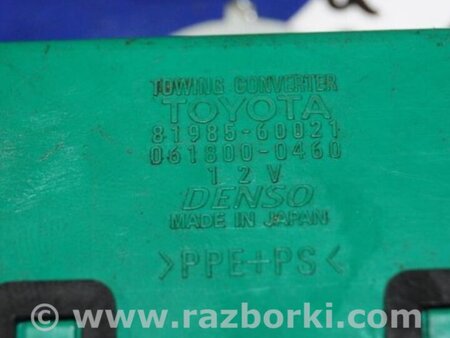 TOWING CONVERTER
TOYOTA
81985-60021
061800-0460
12V
DENSO
MADE IN JAPAN
>PPE+PS<
© www.razborki.com